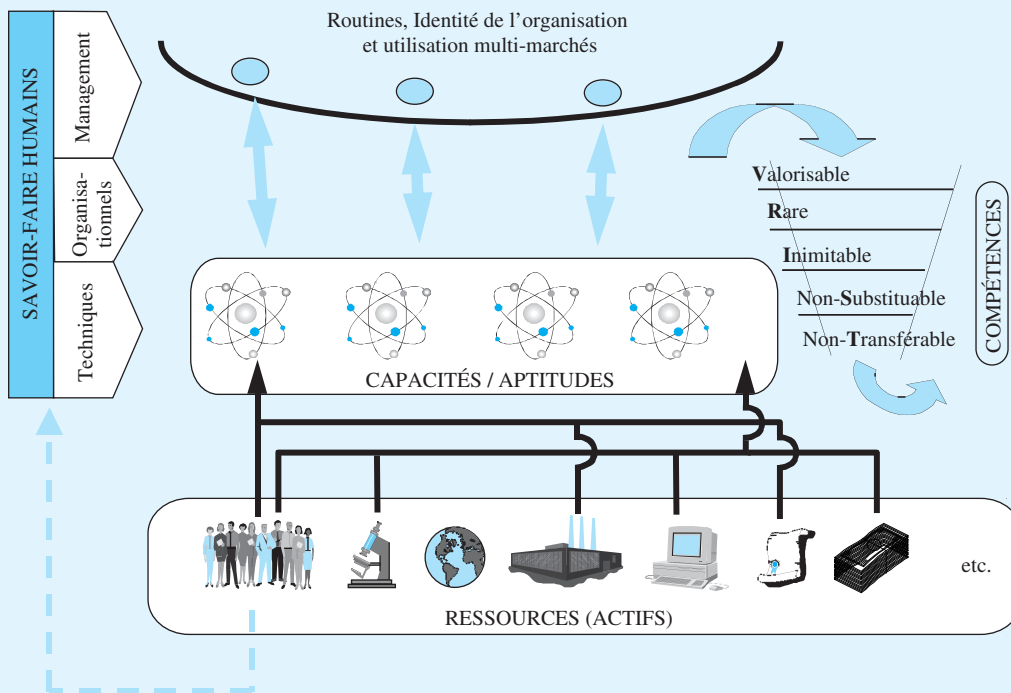 Routines, Identité de l'organisation
et utilisation multi-marchés
SAVOIR-FAIRE HUMAINS
Management
Organisa-
tionnels
Techniques
Valorisable
Rare
Inimitable
Non-Substituable
Non-Transférable
COMPÉTENCES
CAPACITÉS / APTITUDES
etc.
RESSOURCES (ACTIFS)